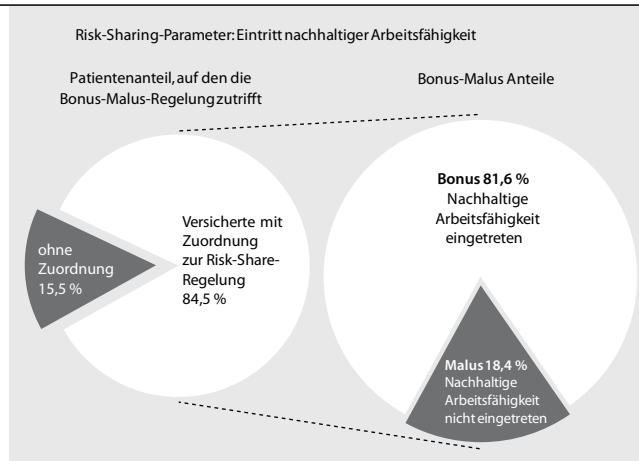 Risk-Sharing-Parameter: Eintritt nachhaltiger Arbeitsfähigkeit
Patientenanteil, auf den die
Bonus-Malus-Regelung zutrifft
Bonus-Malus Anteile
ohne
Zuordnung
15,5 %
Versicherte mit
Zuordnung
zur Risk-Share-
Regelung
84,5 %
Bonus 81,6 %
Nachhaltige
Arbeitsfähigkeit
eingetreten
Malus 18,4 %
Nachhaltige
Arbeitsfähigkeit
nicht eingetreten